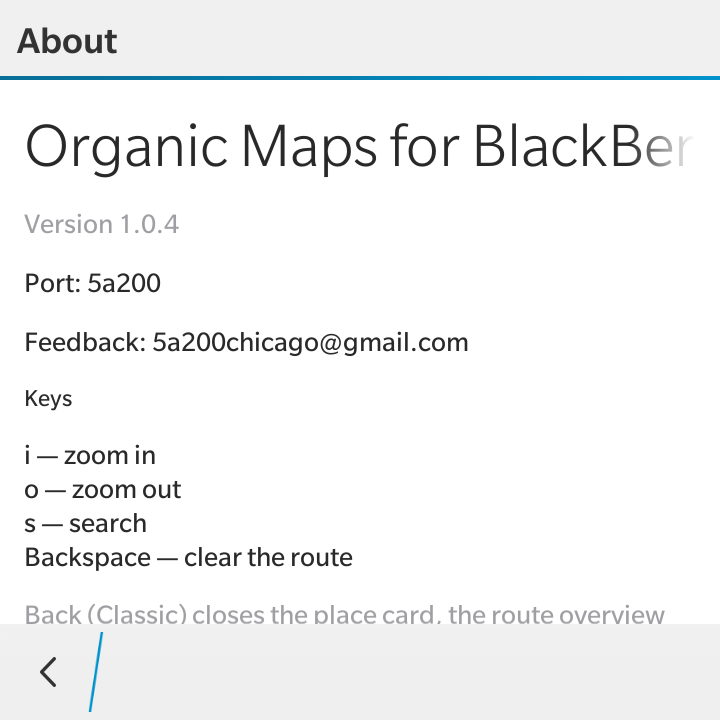 About
Organic Maps for BlackBer
Version 1.0.4
Port: 5a200
Feedback: 5a200chicago@gmail.com
Keys
i — zoom in
o — zoom out
s — search
Backspace — clear the route
Back (Classic) closes the place card, the route overview